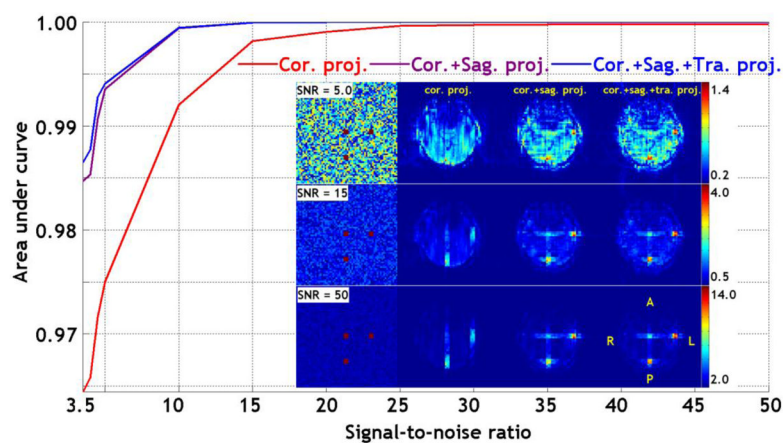 1.00
0.99
0.98
0.97
Area under curve
Cor. proj.
Cor.+Sag. proj.
Cor.+Sag.+Tra. proj.
SNR = 5.0
cor. proj.
cor.+sag. proj.
cor.+sag.+tra. proj.
1.4
0.2
SNR = 15
4.0
0.5
SNR = 50
14.0
2.0
A
R
L
P
3.5
10
15
20
25
30
35
40
45
50
Signal-to-noise ratio